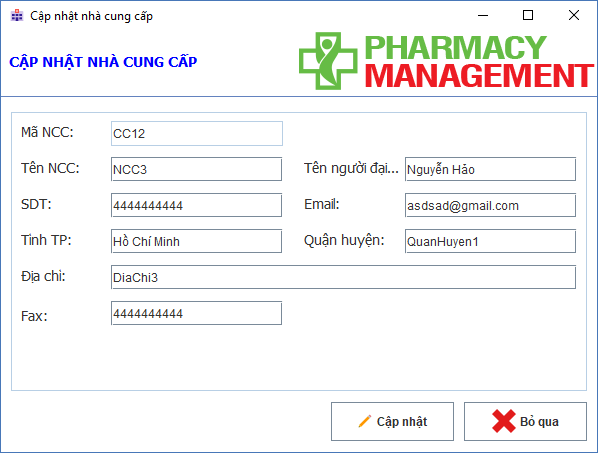 Cập nhật nhà cung cấp
CẬP NHẬT NHÀ CUNG CẤP
PHARMACY
MANAGEMENT
Mã NCC: CC12
Tên NCC: NCC3 Tên người đại... Nguyễn Hảo
SDT: 4444444444 Email: asdsad@gmail.com
Tỉnh TP: Hồ Chí Minh Quận huyện: QuanHuyen1
Địa chỉ: DiaChi3
Fax: 4444444444
Cập nhật Bỏ qua